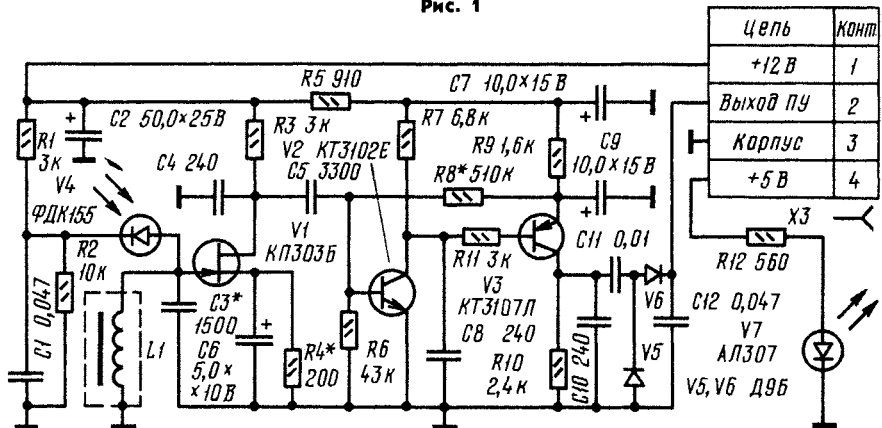 Рис. 1
Цепь Конт.
+12 В 1
Выход ПУ 2
Корпус 3
+5 В 4
X3
R5 910
C7 10,0×15 В
+ C2 50,0×25В
R3 3к
R7 6,8к
R9 1,6к
+ C9
10,0×15 В
R1
3к
V4
ФДК155
C4 240
V2 КТ3102Е
C5 3300
R8* 510к
+
V1
КП303Б
R2
10к
C1 0,047
L1
C3*
1500
C6
5,0×
×10В
+
R4*
200
R6
43к
R11 3к
V3
КТ3107Л
C8 240
R10
2,4к
C10 240
C11 0,01
V6
V5
C12 0,047
R12 560
V7
АЛ307
V5, V6 Д9Б